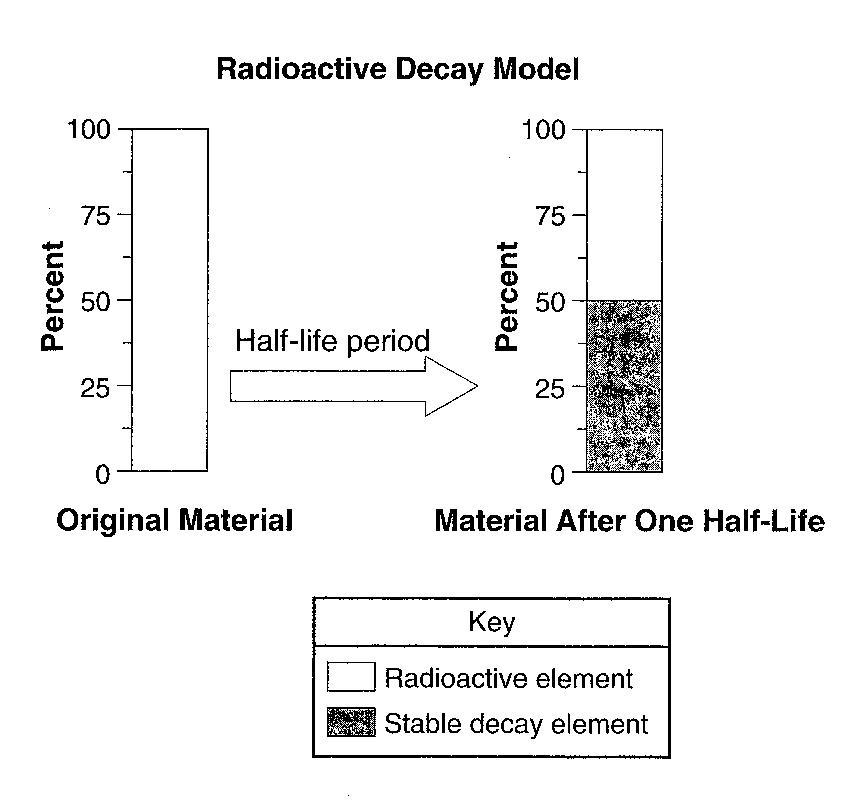 Radioactive Decay Model
100
75
50
25
0
Percent
Original Material
Half-life period
100
75
50
25
0
Percent
Material After One Half-Life
Key
Radioactive element
Stable decay element